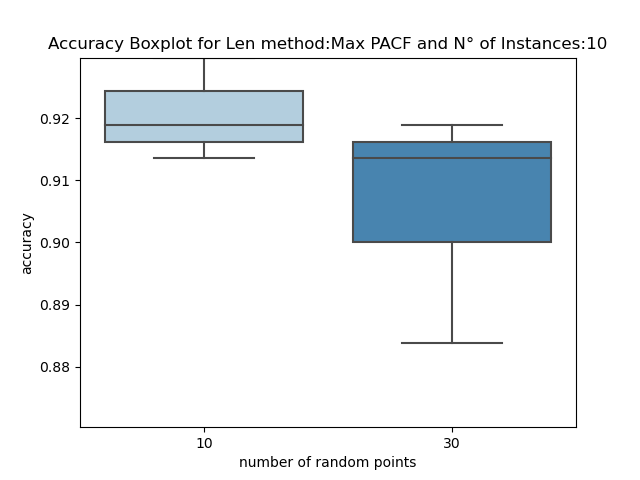 Accuracy Boxplot for Len method:Max PACF and N° of Instances:10
0.92
0.91
0.90
0.89
0.88
accuracy
10
30
number of random points